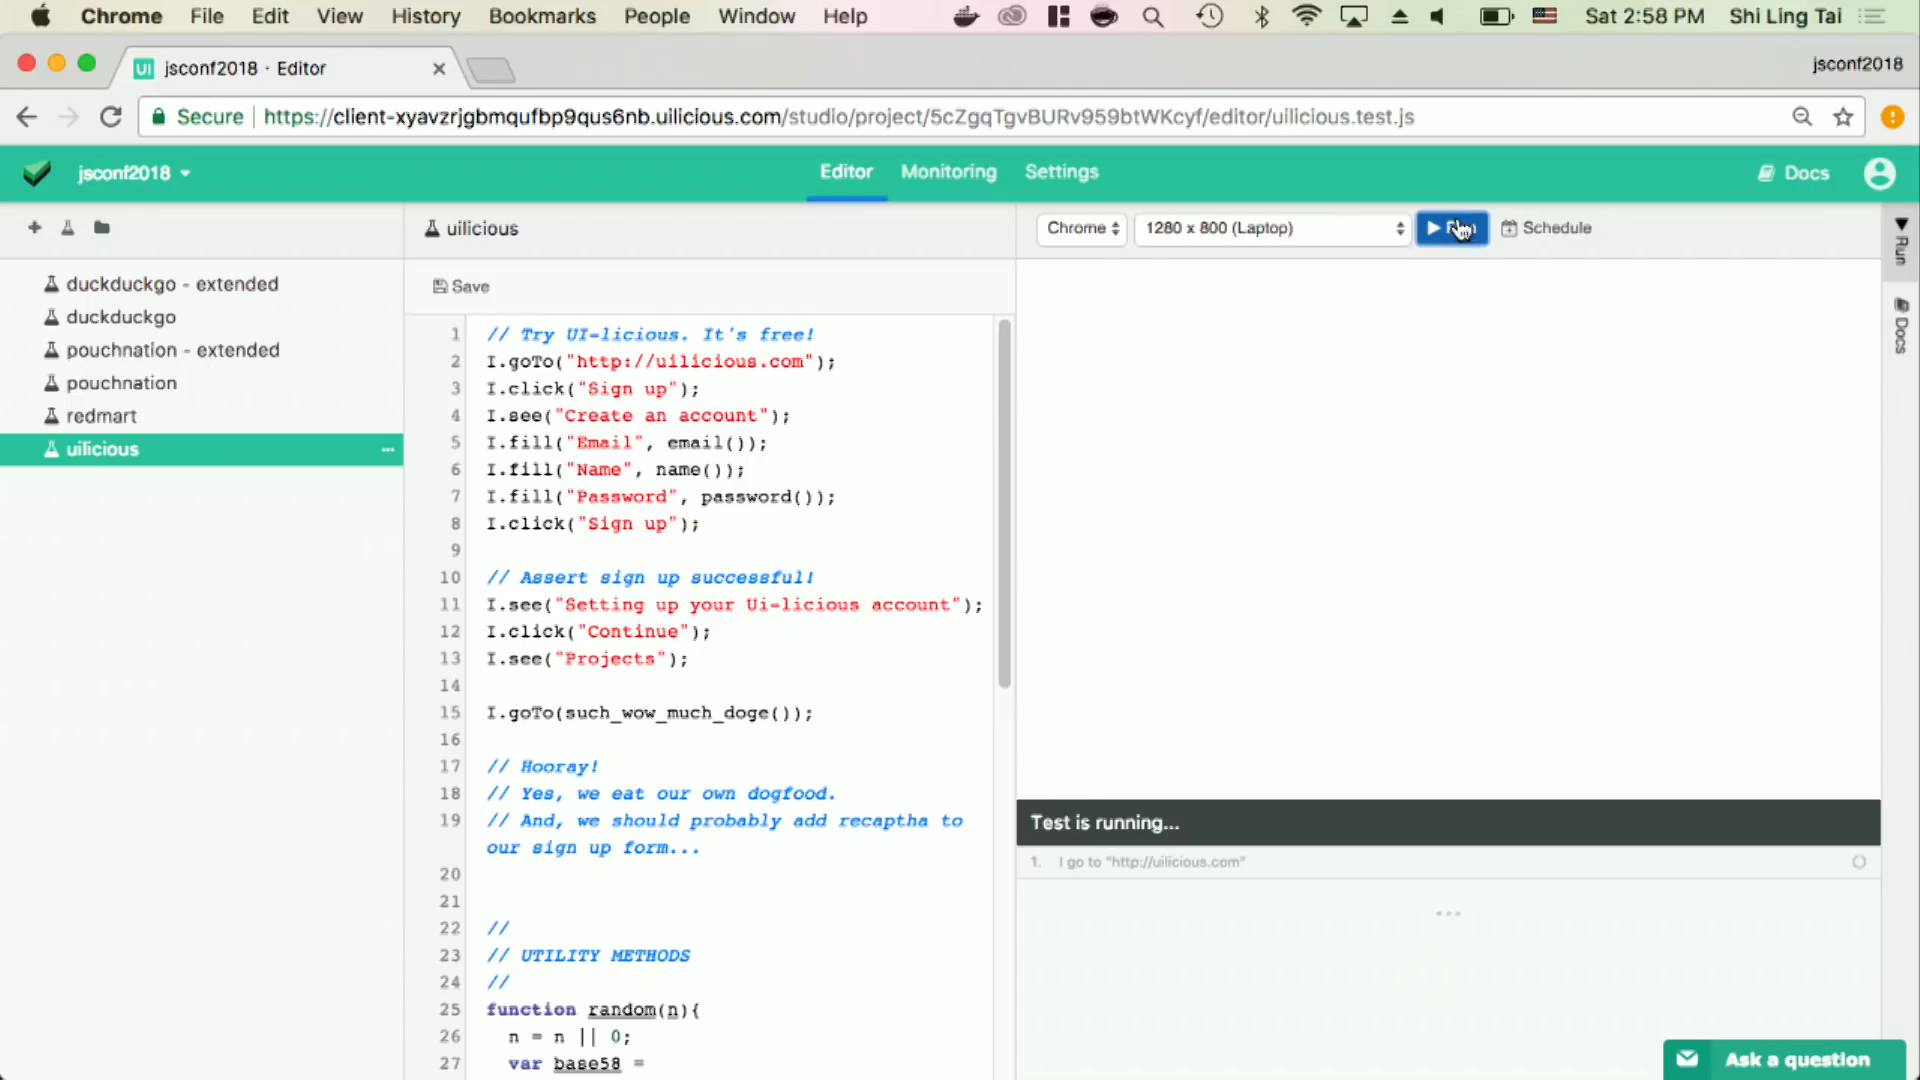 Chrome File Edit View History Bookmarks People Window Help Sat 2:58 PM Shi Ling Tai
UI jsconf2018 · Editor
jsconf2018
Secure https://client-xyavzrjgbmqufbp9qus6nb.uilicious.com/studio/project/5cZgqTgvBURv959btWKcyf/editor/uilicious.test.js
jsconf2018 Editor Monitoring Settings Docs
uilicious Chrome 1280 x 800 (Laptop) Schedule
Run
Docs
duckduckgo - extended
duckduckgo
pouchnation - extended
pouchnation
redmart
uilicious ...
Save
1 // Try UI-licious. It's free!
2 I.goTo("http://uilicious.com");
3 I.click("Sign up");
4 I.see("Create an account");
5 I.fill("Email", email());
6 I.fill("Name", name());
7 I.fill("Password", password());
8 I.click("Sign up");
9
10 // Assert sign up successful!
11 I.see("Setting up your Ui-licious account");
12 I.click("Continue");
13 I.see("Projects");
14
15 I.goTo(such_wow_much_doge());
16
17 // Hooray!
18 // Yes, we eat our own dogfood.
19 // And, we should probably add recaptha to
our sign up form...
20
21
22 //
23 // UTILITY METHODS
24 //
25 function random(n){
26 n = n || 0;
27 var base58 =
Test is running...
1. I go to "http://uilicious.com"
...
Ask a question